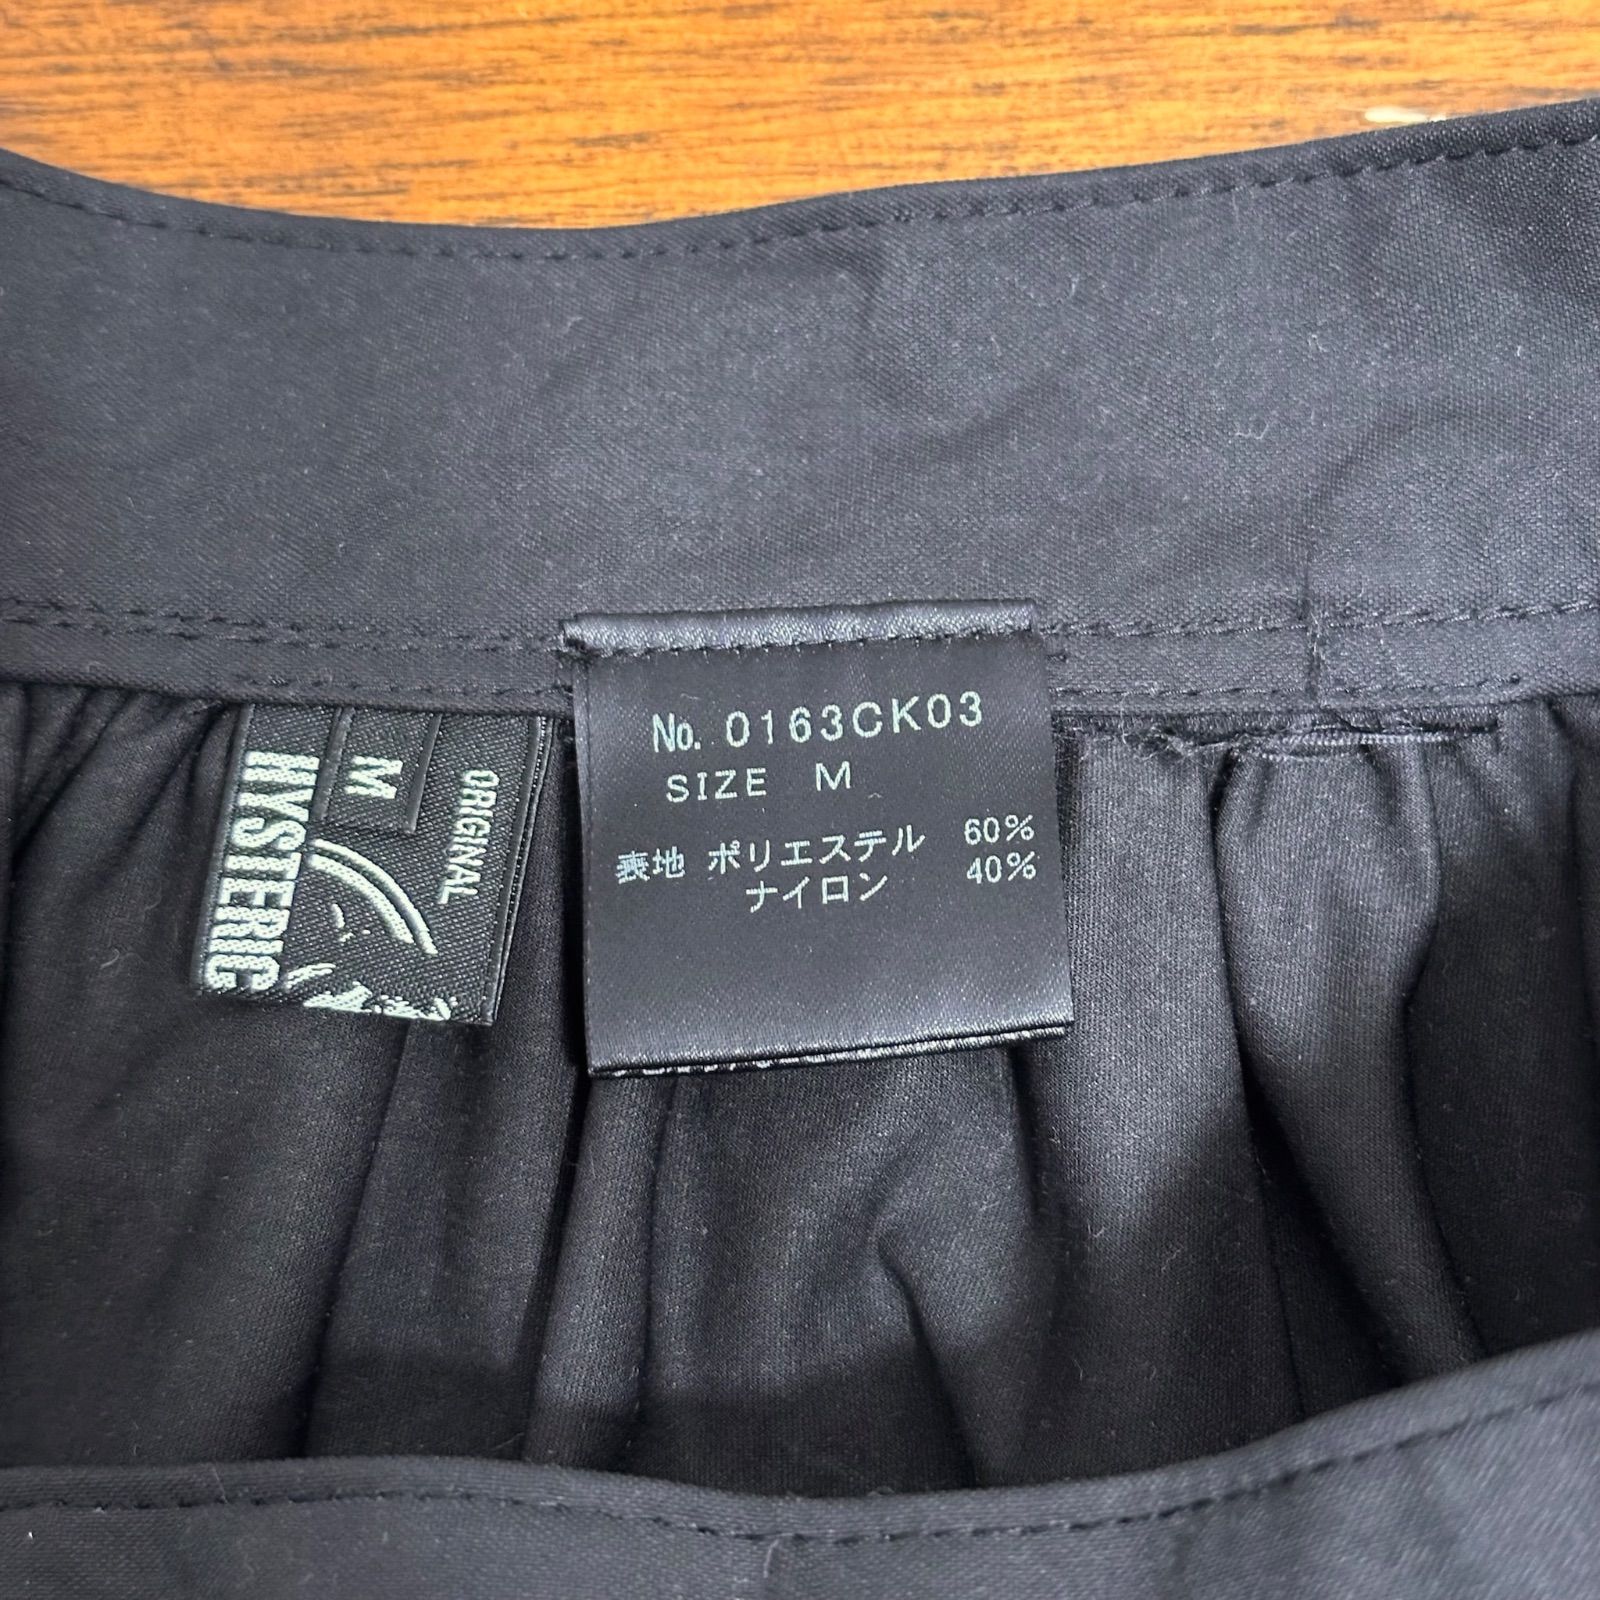 ORIGINAL
M
HYSTERIC
No. 0163CK03
SIZE M
表地 ポリエステル 60%
ナイロン 40%